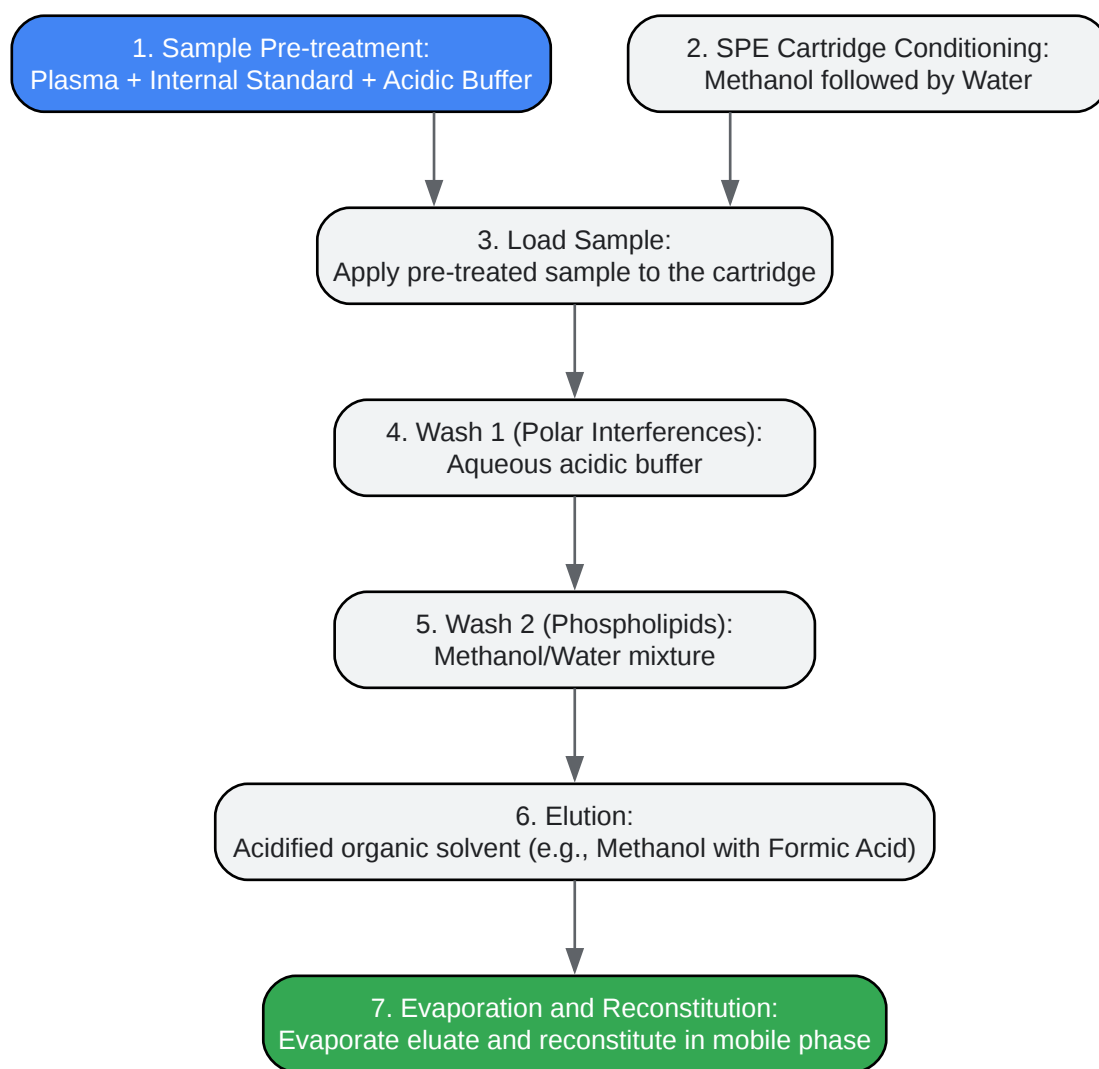 1. Sample Pre-treatment:
Plasma + Internal Standard + Acidic Buffer
2. SPE Cartridge Conditioning:
Methanol followed by Water
3. Load Sample:
Apply pre-treated sample to the cartridge
4. Wash 1 (Polar Interferences):
Aqueous acidic buffer
5. Wash 2 (Phospholipids):
Methanol/Water mixture
6. Elution:
Acidified organic solvent (e.g., Methanol with Formic Acid)
7. Evaporation and Reconstitution:
Evaporate eluate and reconstitute in mobile phase